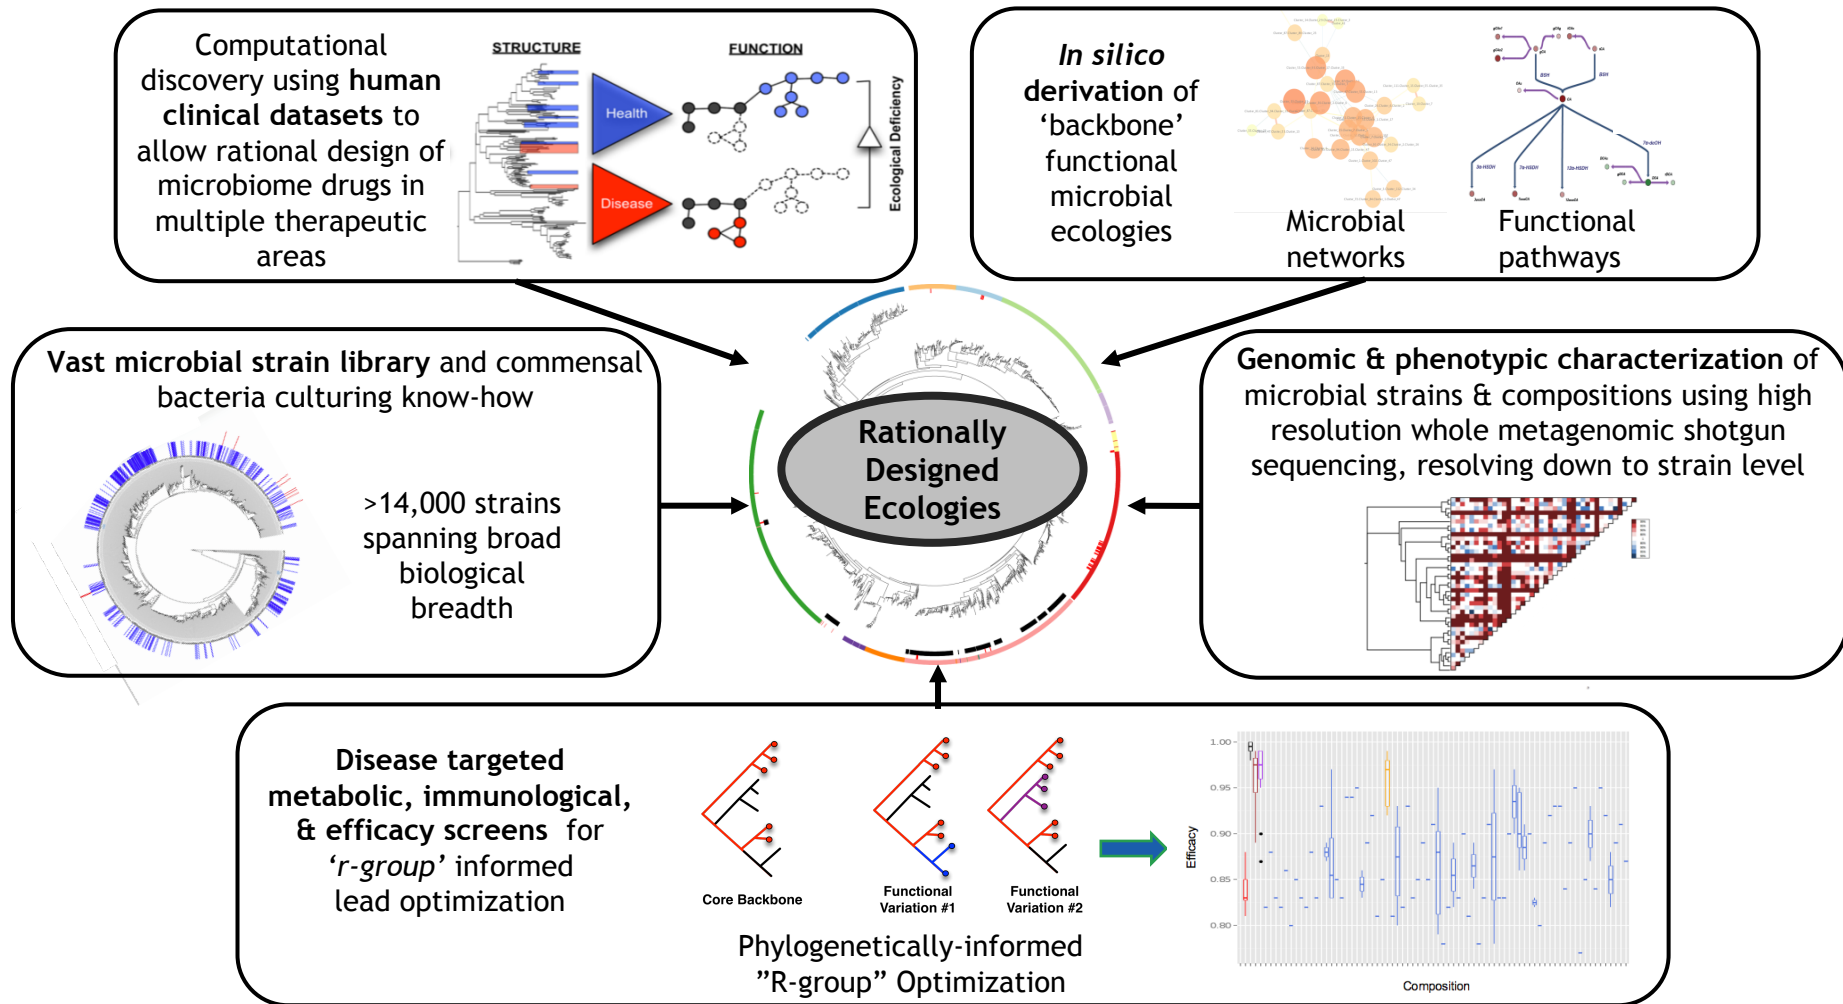 Computational
discovery using human
clinical datasets to
allow rational design of
microbiome drugs in
multiple therapeutic
areas
STRUCTURE
FUNCTION
Health
Disease
Ecological Deficiency
In silico
derivation of
‘backbone’
functional
microbial
ecologies
Microbial
networks
BSH
BSH
7α-HSDH
Functional
pathways
Vast microbial strain library and commensal
bacteria culturing know-how
>14,000 strains
spanning broad
biological
breadth
Rationally
Designed
Ecologies
Genomic & phenotypic characterization of
microbial strains & compositions using high
resolution whole metagenomic shotgun
sequencing, resolving down to strain level
Disease targeted
metabolic, immunological,
& efficacy screens for
‘r-group’ informed
lead optimization
Core Backbone
Functional
Variation #1
Functional
Variation #2
Phylogenetically-informed
”R-group” Optimization
Efficacy
1.00
0.95
0.90
0.85
0.80
Composition